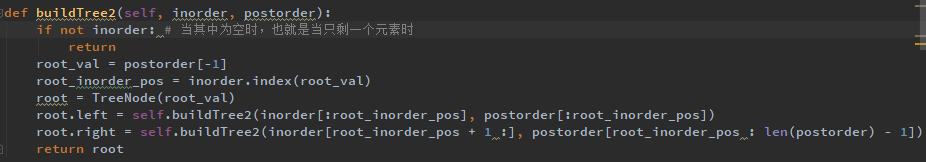 def buildTree2(self, inorder, postorder):
    if not inorder: # 当其中为空时，也就是当只剩一个元素时
        return
    root_val = postorder[-1]
    root_inorder_pos = inorder.index(root_val)
    root = TreeNode(root_val)
    root.left = self.buildTree2(inorder[:root_inorder_pos], postorder[:root_inorder_pos])
    root.right = self.buildTree2(inorder[root_inorder_pos + 1 :], postorder[root_inorder_pos : len(postorder) - 1])
    return root